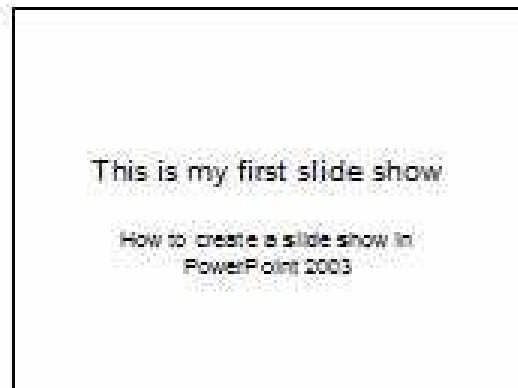 This is my first slide show
How to create a slide show in
PowerPoint 2003